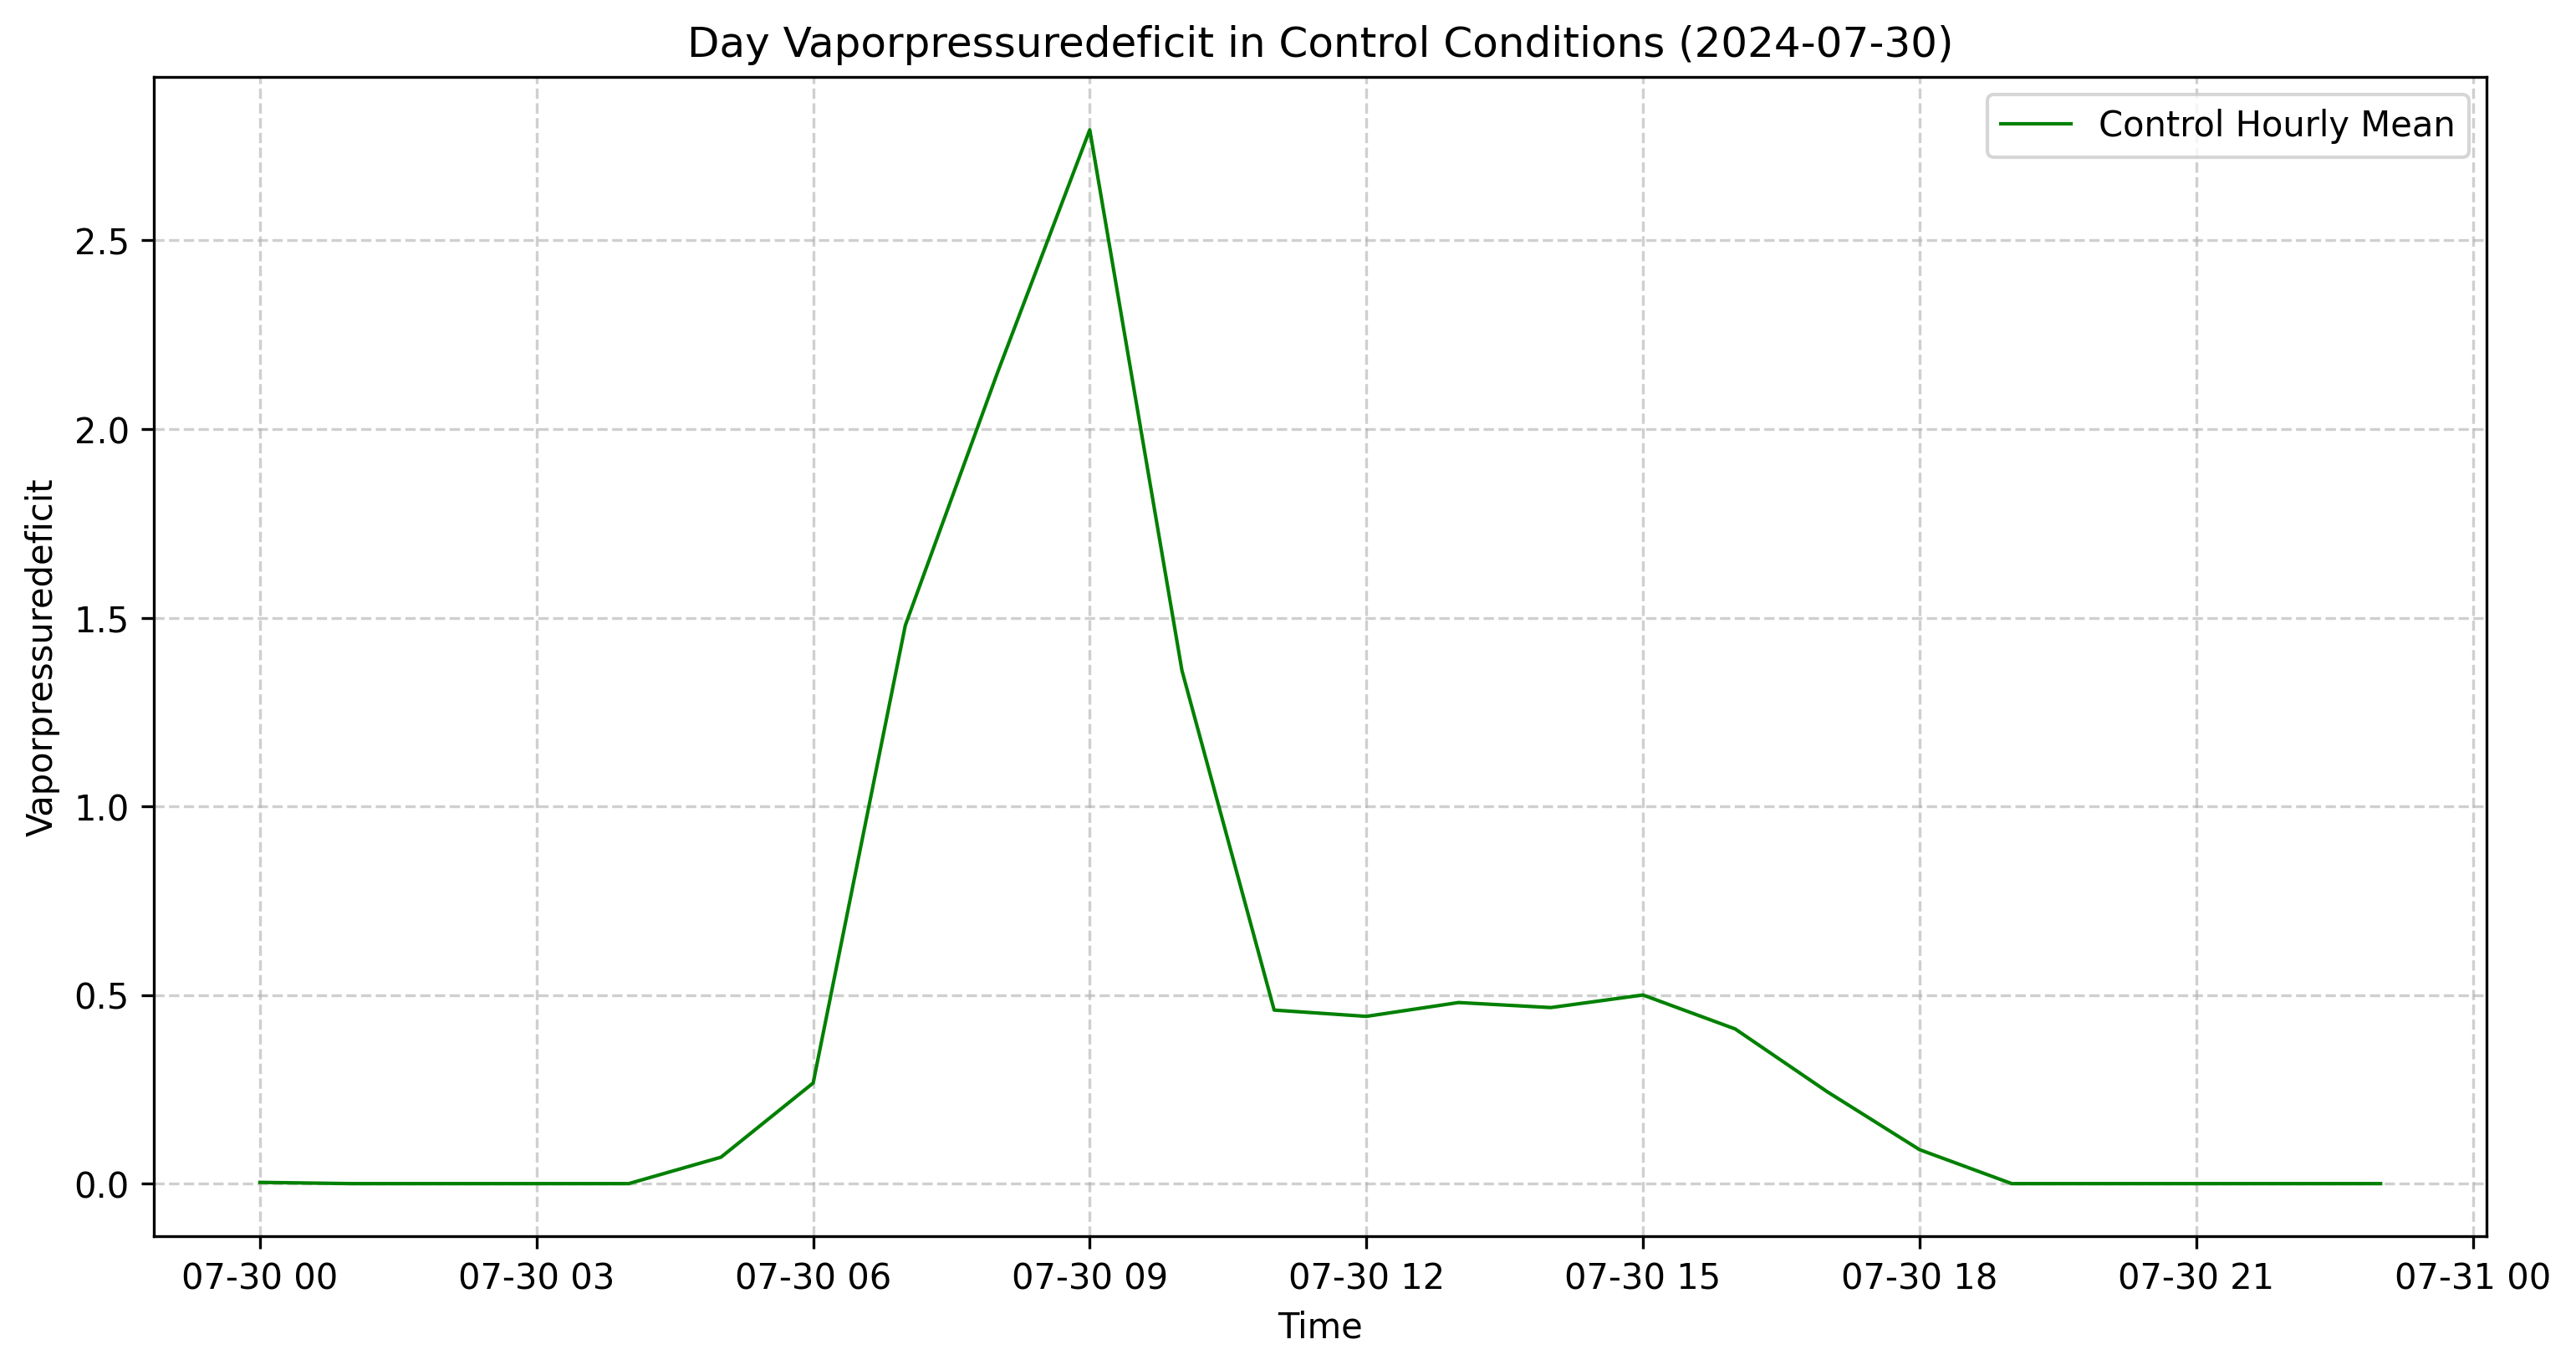 Day Vaporpressuredeficit in Control Conditions (2024-07-30)
Control Hourly Mean
Vaporpressuredeficit
2.5
2.0
1.5
1.0
0.5
0.0
07-30 00 07-30 03 07-30 06 07-30 09 07-30 12 07-30 15 07-30 18 07-30 21 07-31 00
Time